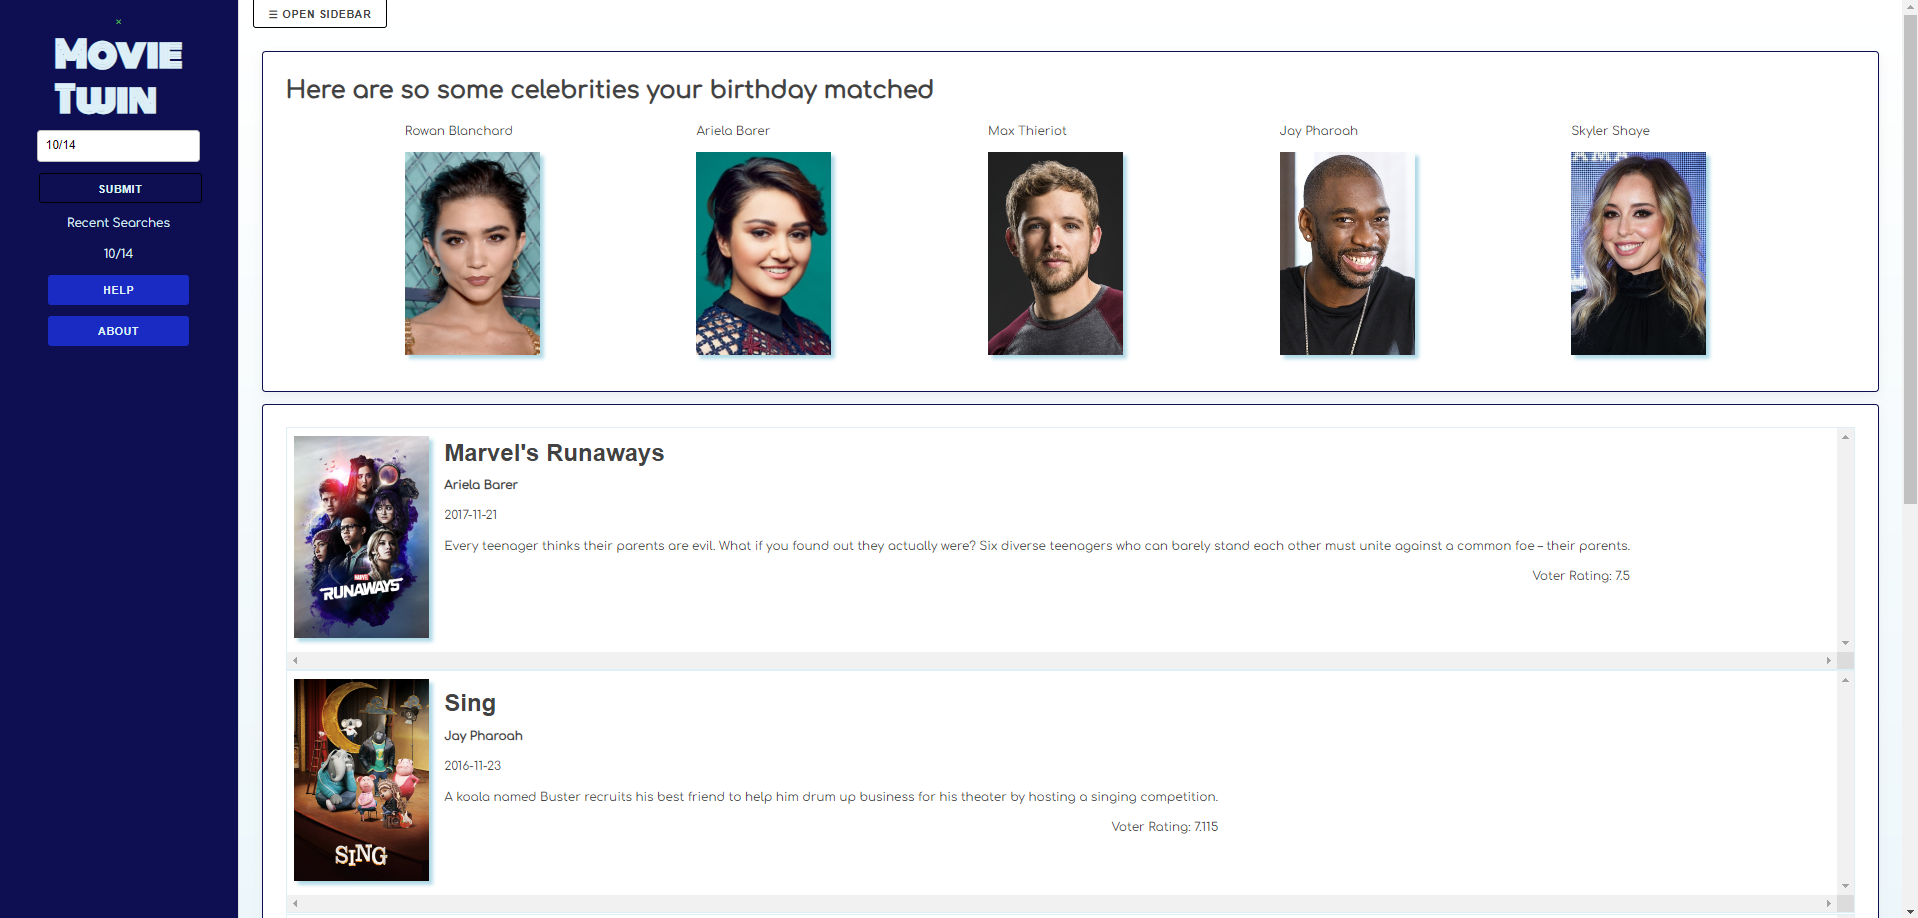 ×
MOVIE
TWIN
10/14
SUBMIT
Recent Searches
10/14
HELP
ABOUT
☰ OPEN SIDEBAR
Here are so some celebrities your birthday matched
Rowan Blanchard
Ariela Barer
Max Thieriot
Jay Pharoah
Skyler Shaye
AMA
MARVEL
RUNAWAYS
Marvel's Runaways
Ariela Barer
2017-11-21
Every teenager thinks their parents are evil. What if you found out they actually were? Six diverse teenagers who can barely stand each other must unite against a common foe – their parents.
Voter Rating: 7.5
SING
Sing
Jay Pharoah
2016-11-23
A koala named Buster recruits his best friend to help him drum up business for his theater by hosting a singing competition.
Voter Rating: 7.115